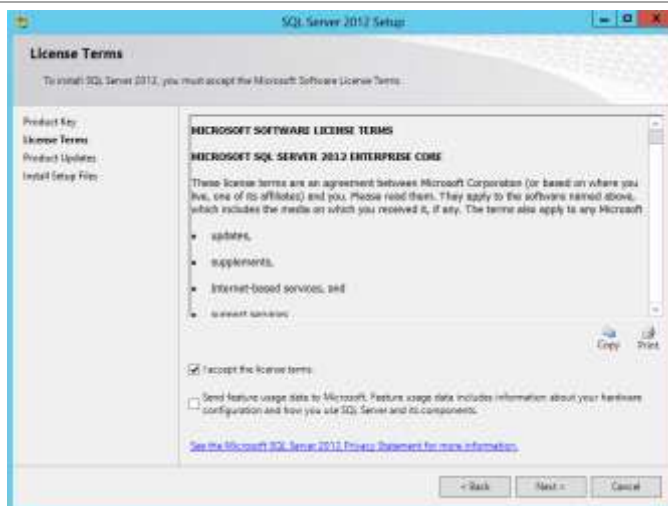 SQL Server 2012 Setup
License Terms
To install SQL Server 2012, you must accept the Microsoft Software License Terms.
Product Key
License Terms
Product Updates
Install Setup Files
MICROSOFT SOFTWARE LICENSE TERMS
MICROSOFT SQL SERVER 2012 ENTERPRISE CORE
These license terms are an agreement between Microsoft Corporation (or based on where you
live, one of its affiliates) and you. Please read them. They apply to the software named above,
which includes the media on which you received it, if any. The terms also apply to any Microsoft
• updates,
• supplements,
• Internet-based services, and
• support services
Copy Print
I accept the license terms.
Send feature usage data to Microsoft. Feature usage data includes information about your hardware
configuration and how you use SQL Server and its components.
See the Microsoft SQL Server 2012 Privacy Statement for more information.
< Back Next > Cancel